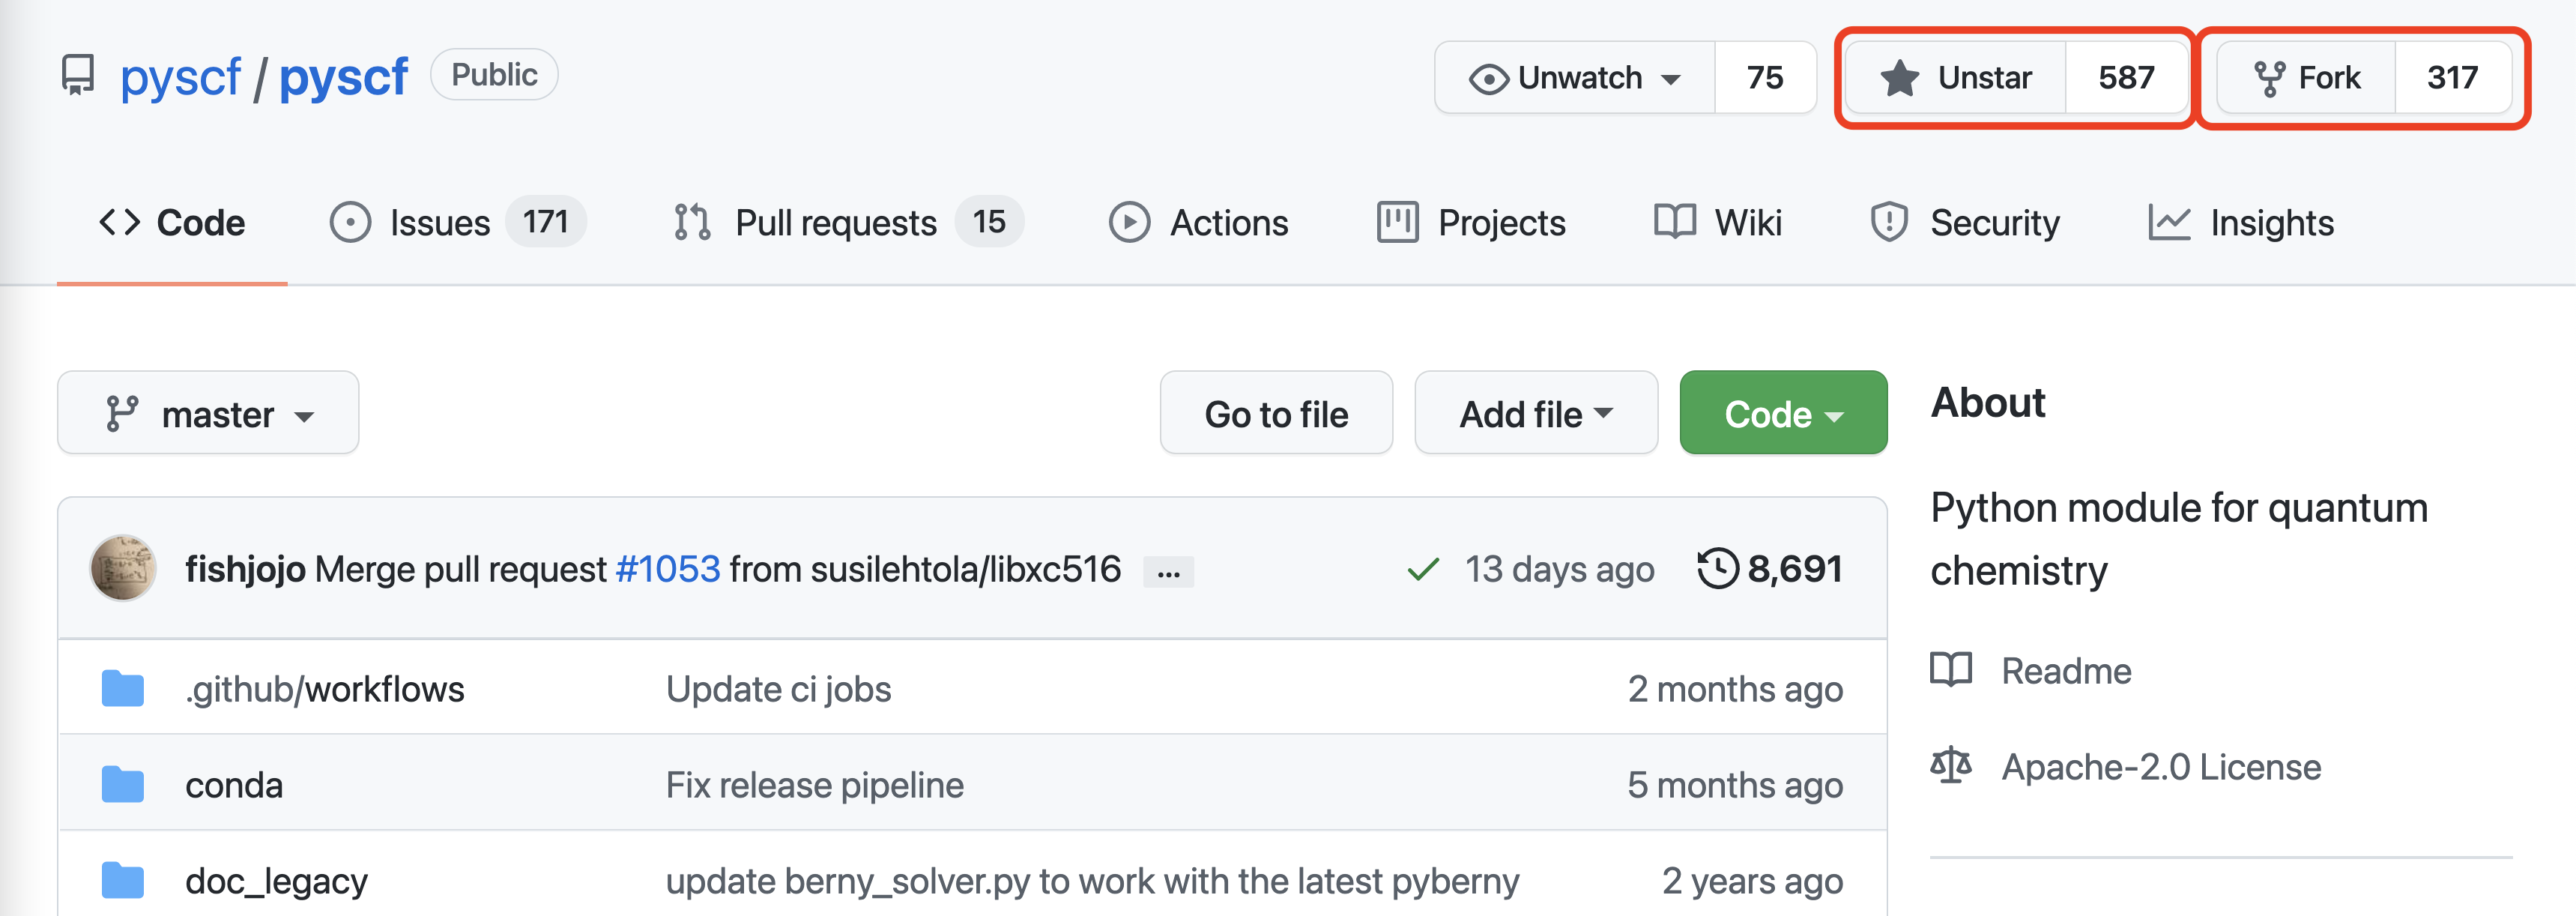 pyscf / pyscf Public Unwatch 75 Unstar 587 Fork 317
Code Issues 171 Pull requests 15 Actions Projects Wiki Security Insights
master Go to file Add file Code
About
Python module for quantum
chemistry
Readme
Apache-2.0 License
fishjojo Merge pull request #1053 from susilehtola/libxc516 ... 13 days ago 8,691
.github/workflows Update ci jobs 2 months ago
conda Fix release pipeline 5 months ago
doc_legacy update berny_solver.py to work with the latest pyberny 2 years ago